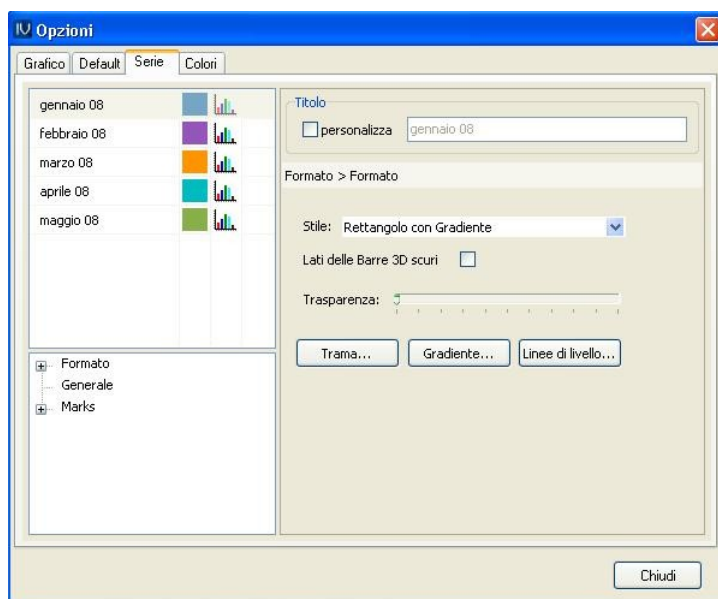 IV Opzioni
Grafico Default Serie Colori
gennaio 08
febbraio 08
marzo 08
aprile 08
maggio 08
Formato
Generale
Marks
Titolo
personalizza gennaio 08
Formato > Formato
Stile: Rettangolo con Gradiente
Lati delle Barre 3D scuri
Trasparenza:
Trama... Gradiente... Linee di livello...
Chiudi